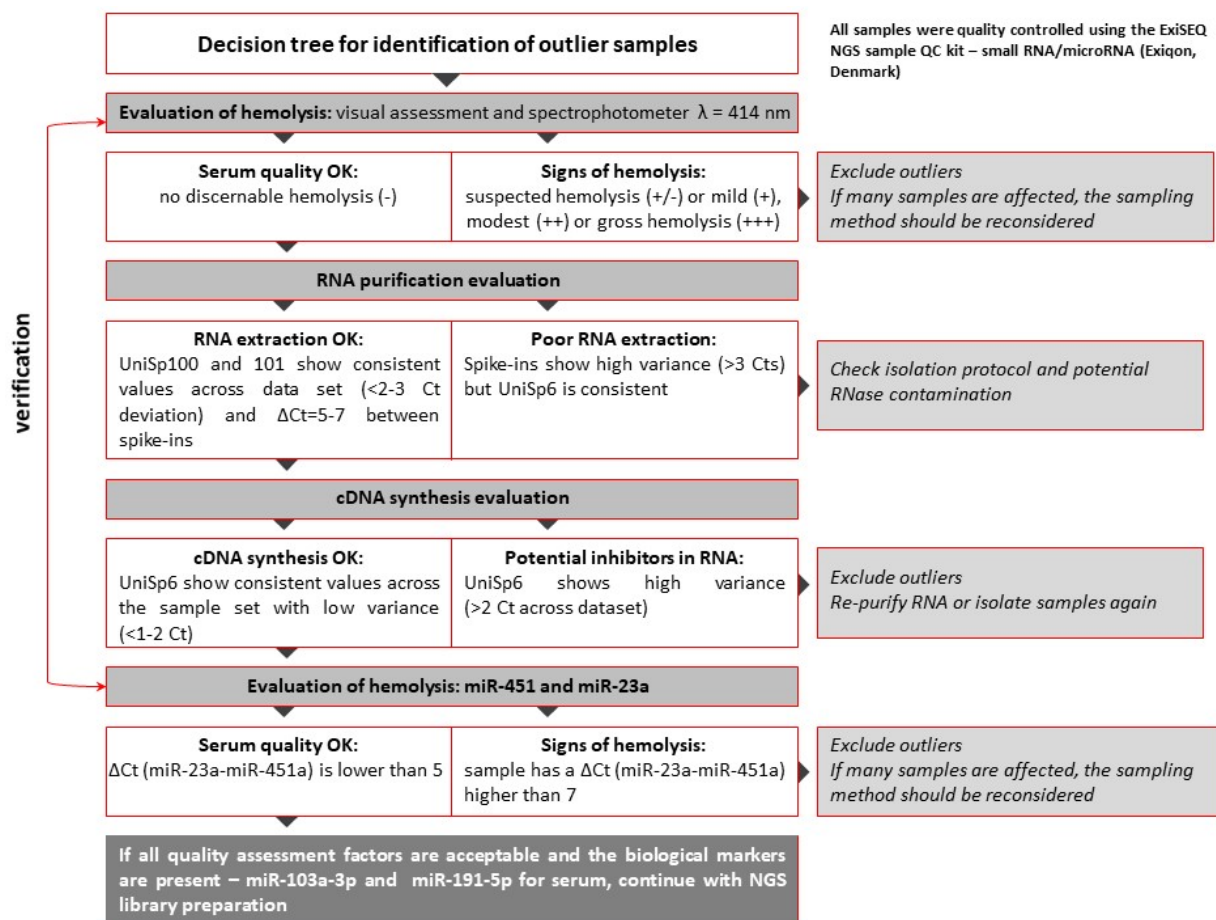 Decision tree for identification of outlier samples
All samples were quality controlled using the ExiSEQ
NGS sample QC kit – small RNA/microRNA (Exiqon,
Denmark)
Evaluation of hemolysis: visual assessment and spectrophotometer λ = 414 nm
Serum quality OK:
no discernable hemolysis (-)
Signs of hemolysis:
suspected hemolysis (+/-) or mild (+),
modest (++) or gross hemolysis (+++)
Exclude outliers
If many samples are affected, the sampling
method should be reconsidered
RNA purification evaluation
RNA extraction OK:
UniSp100 and 101 show consistent
values across data set (<2-3 Ct
deviation) and ΔCt=5-7 between
spike-ins
Poor RNA extraction:
Spike-ins show high variance (>3 Cts)
but UniSp6 is consistent
Check isolation protocol and potential
RNase contamination
verification
cDNA synthesis evaluation
cDNA synthesis OK:
UniSp6 show consistent values across
the sample set with low variance
(<1-2 Ct)
Potential inhibitors in RNA:
UniSp6 shows high variance
(>2 Ct across dataset)
Exclude outliers
Re-purify RNA or isolate samples again
Evaluation of hemolysis: miR-451 and miR-23a
Serum quality OK:
ΔCt (miR-23a-miR-451a) is lower than 5
Signs of hemolysis:
sample has a ΔCt (miR-23a-miR-451a)
higher than 7
Exclude outliers
If many samples are affected, the sampling
method should be reconsidered
If all quality assessment factors are acceptable and the biological markers
are present – miR-103a-3p and miR-191-5p for serum, continue with NGS
library preparation